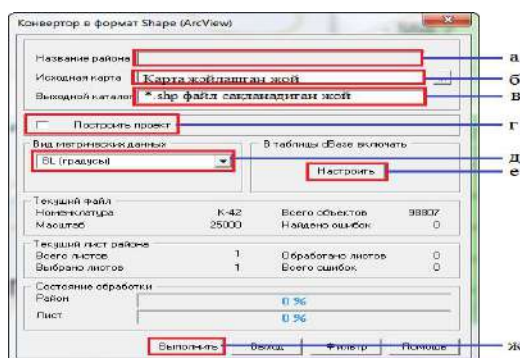 Конвертор в формат Shape (ArcView)
Название района а
Исходная карта Карта жойлашган жой ... б
Выходной каталог *.shp файл сақланадиган жой в
Построить проект г
Вид метрических данных В таблицы dBase включать
BL (градусы) д
Настроить е
Текущий файл
Номенклатура K-42 Всего объектов 98807
Масштаб 25000 Найдено ошибок 0
Текущий лист района
Всего листов 1 Обработано листов 0
Выбрано листов 1 Всего ошибок 0
Состояние обработки
Район 0 %
Лист 0 %
Выполнить Выход Фильтр Помощь ж